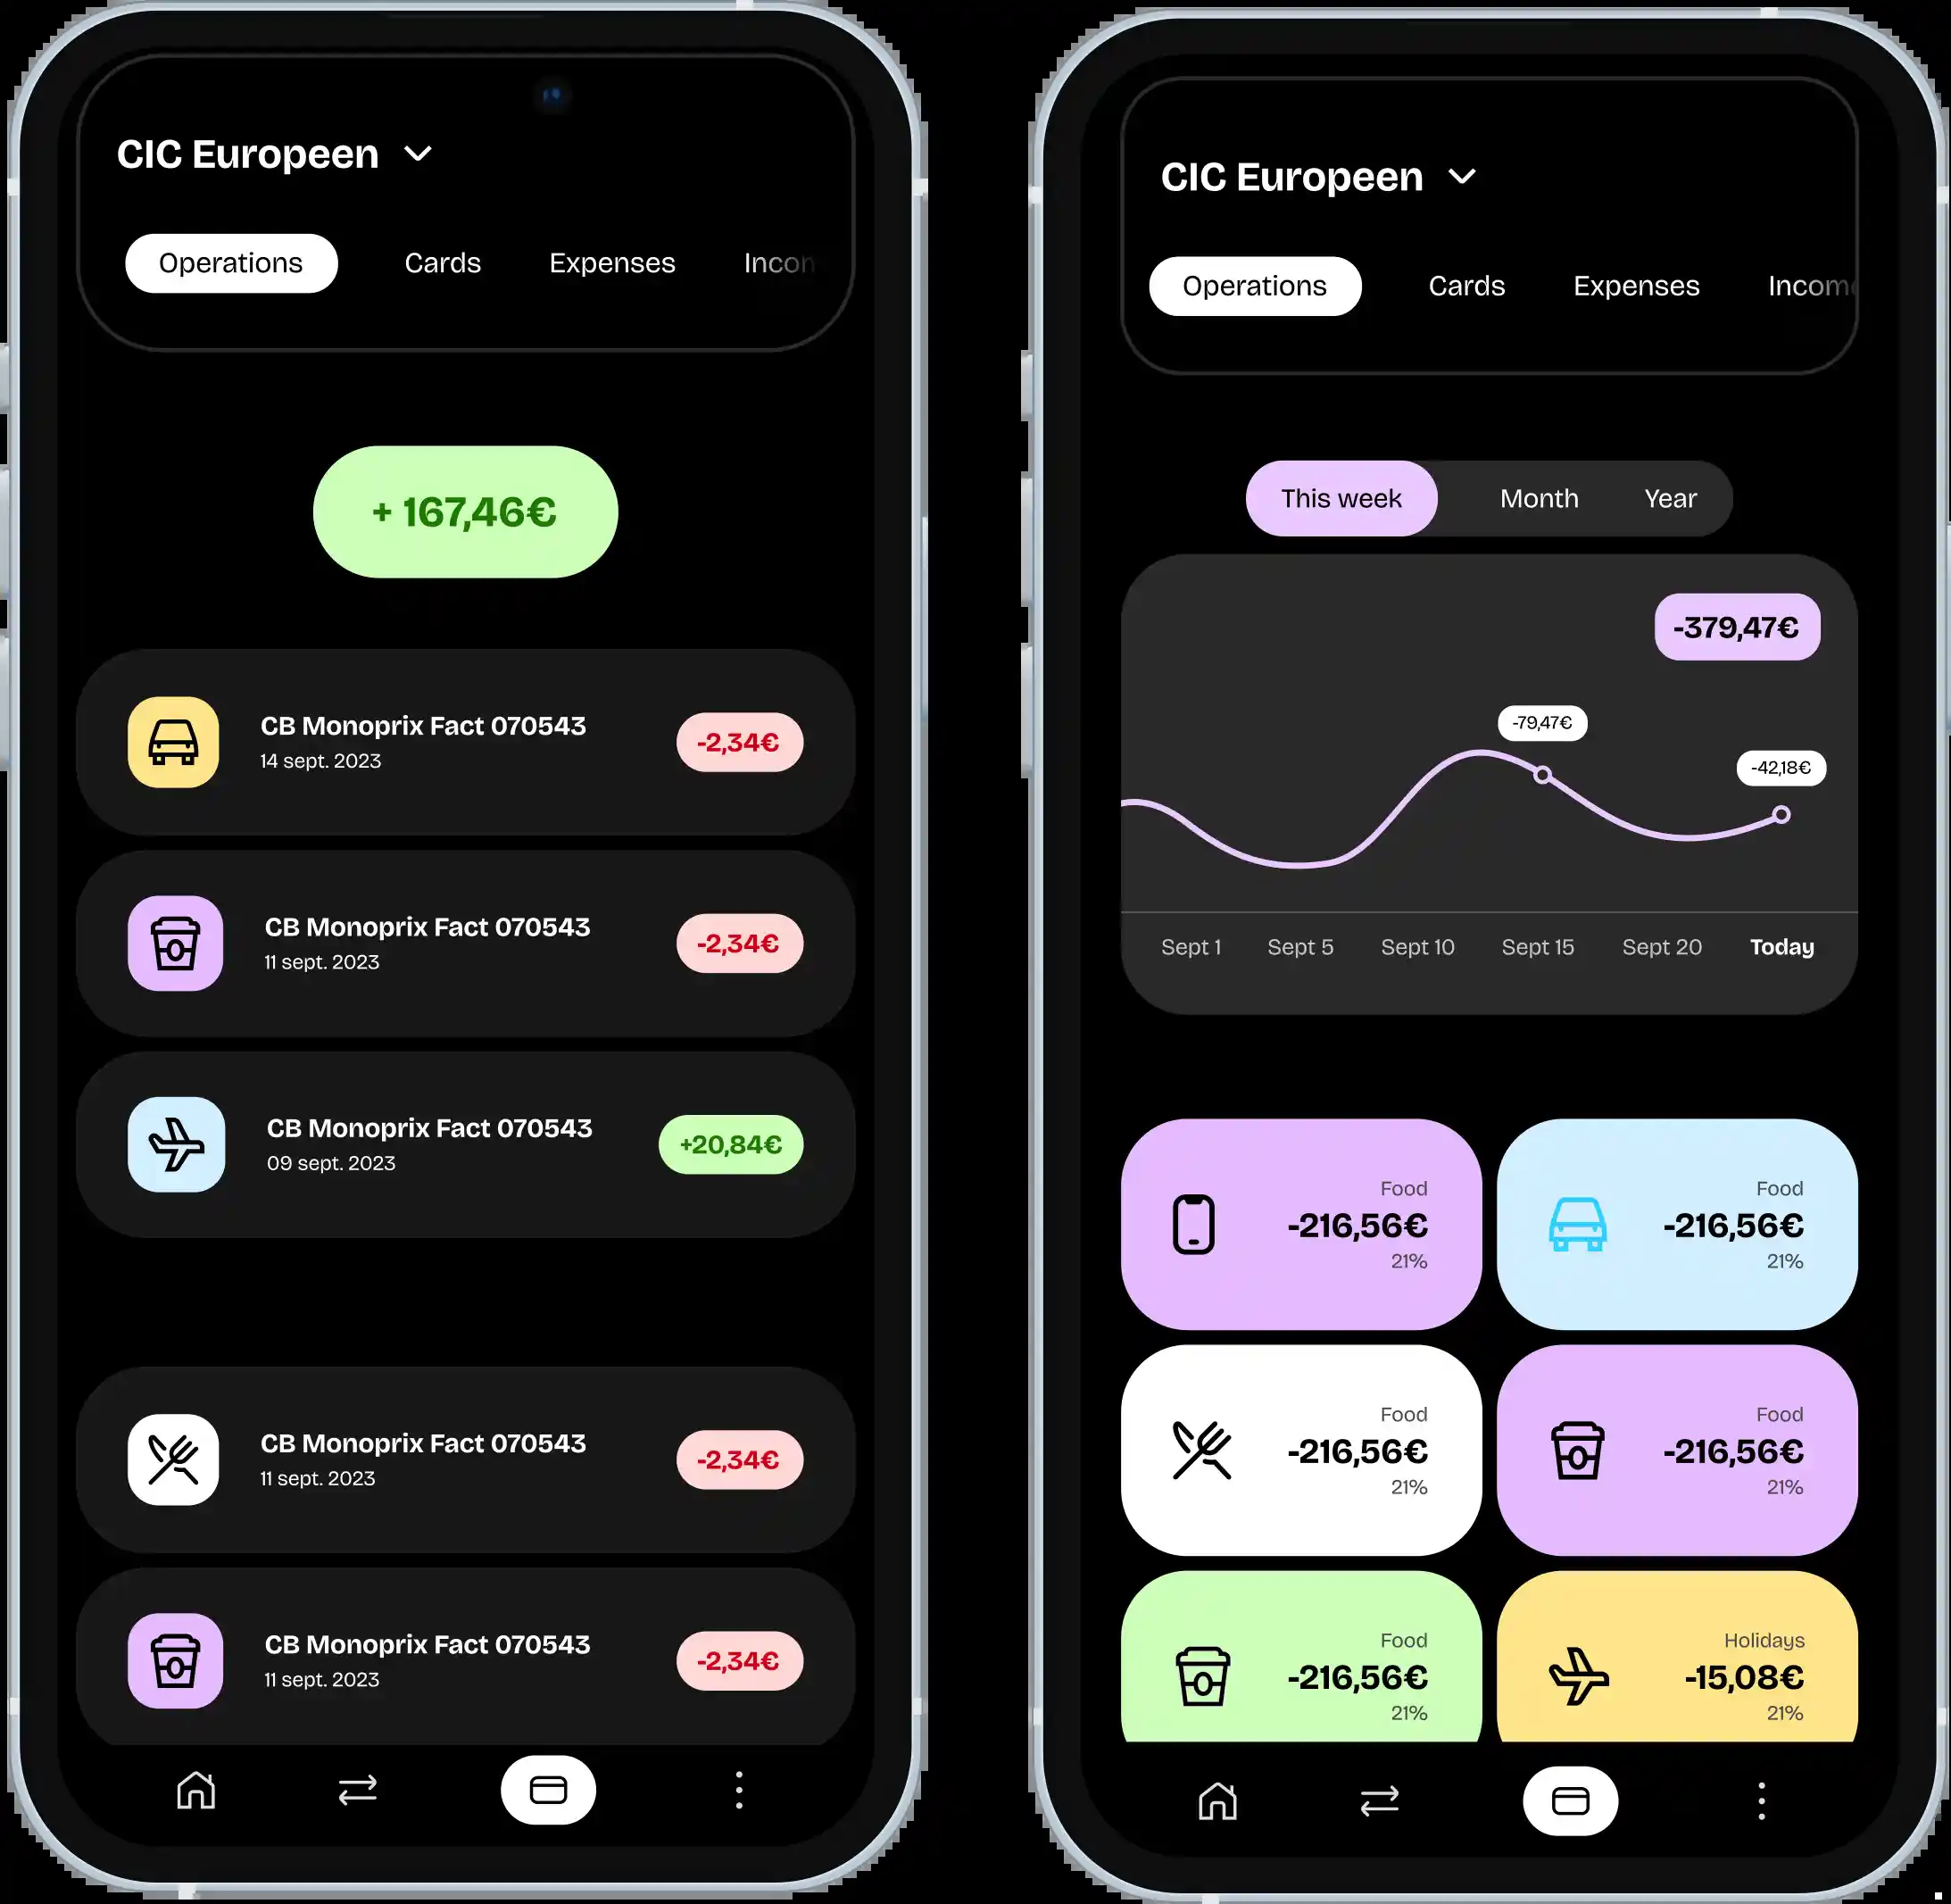 CIC Europeen
Operations Cards Expenses Incom
+ 167,46€
CB Monoprix Fact 070543
14 sept. 2023
-2,34€
CB Monoprix Fact 070543
11 sept. 2023
-2,34€
CB Monoprix Fact 070543
09 sept. 2023
+20,84€
CB Monoprix Fact 070543
11 sept. 2023
-2,34€
CB Monoprix Fact 070543
11 sept. 2023
-2,34€
CIC Europeen
Operations Cards Expenses Income
This week Month Year
-379,47€
-79,47€
-42,18€
Sept 1 Sept 5 Sept 10 Sept 15 Sept 20 Today
Food
-216,56€
21%
Food
-216,56€
21%
Food
-216,56€
21%
Food
-216,56€
21%
Food
-216,56€
21%
Holidays
-15,08€
21%